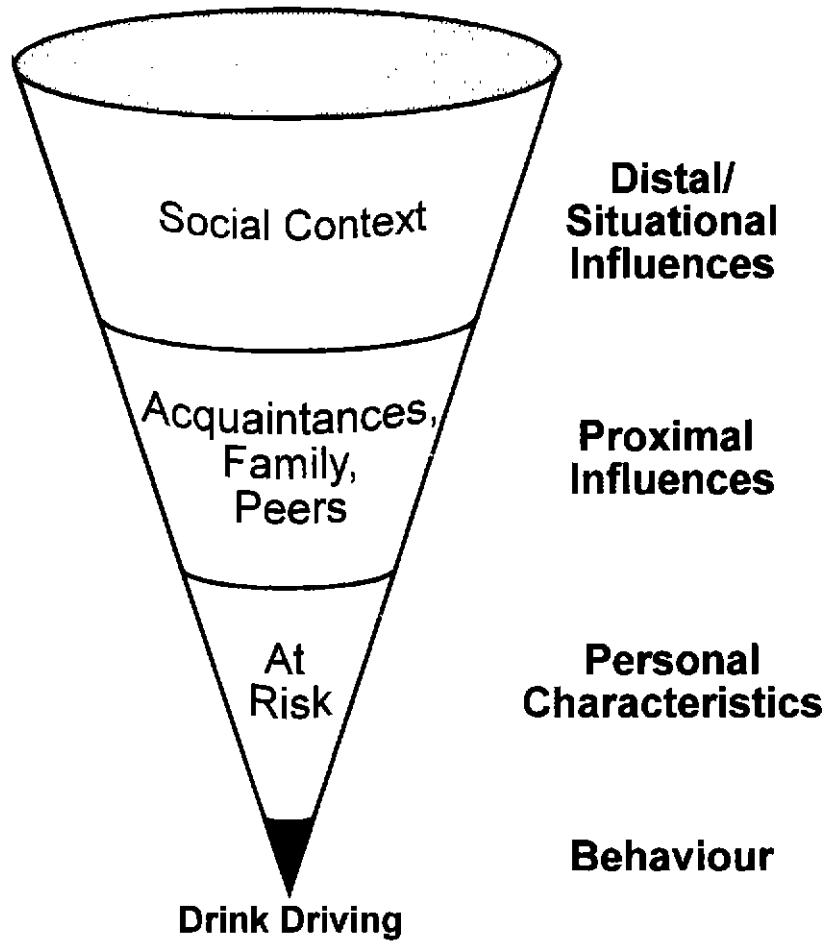 Social Context
Distal/
Situational
Influences
Acquaintances,
Family,
Peers
Proximal
Influences
At
Risk
Personal
Characteristics
Behaviour
Drink Driving